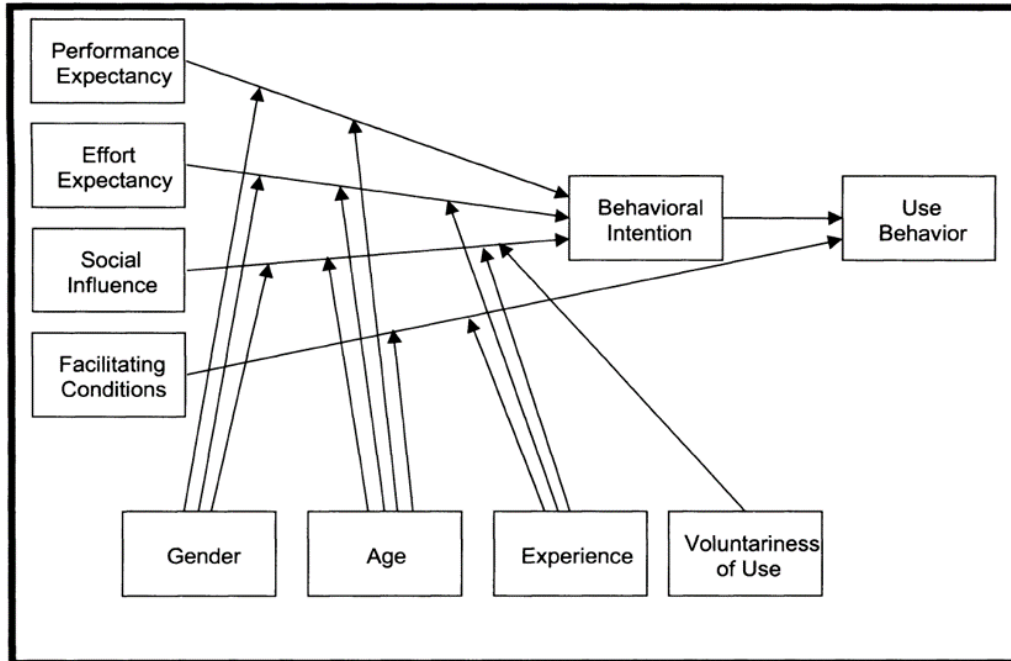 Performance
Expectancy
Effort
Expectancy
Social
Influence
Facilitating
Conditions
Behavioral
Intention
Use
Behavior
Gender
Age
Experience
Voluntariness
of Use